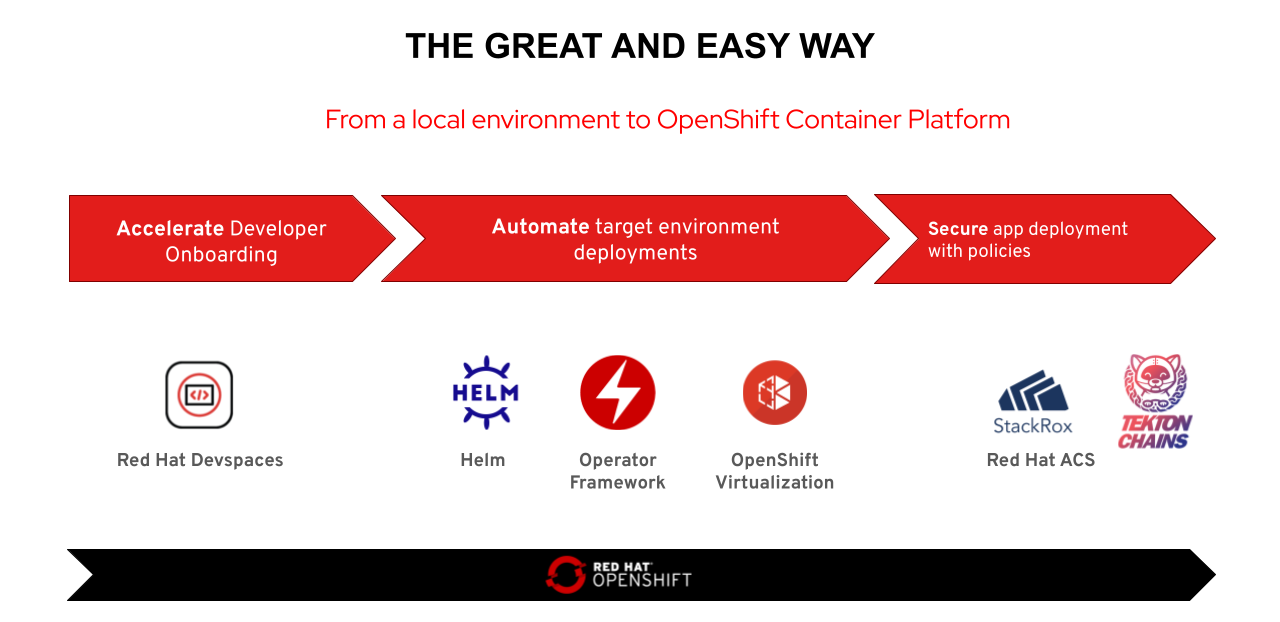 THE GREAT AND EASY WAY
From a local environment to OpenShift Container Platform
Accelerate Developer
Onboarding
Automate target environment
deployments
Secure app deployment
with policies
</>
Red Hat Devspaces
HELM
Helm
Operator
Framework
OpenShift
Virtualization
StackRox
Red Hat ACS
TEKTON
CHAINS
RED HAT
OPENSHIFT